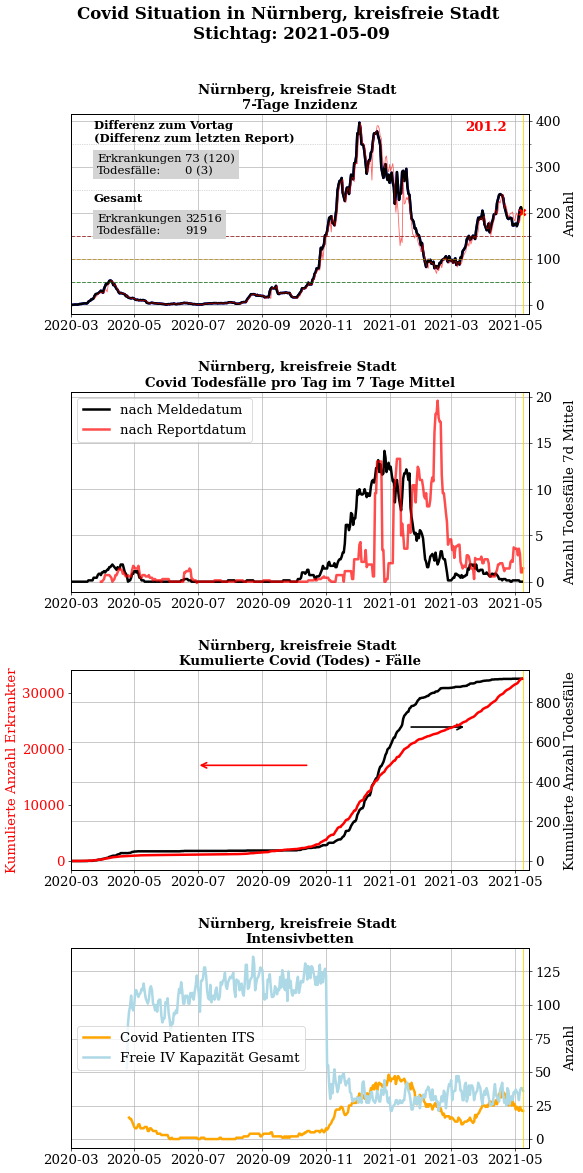 Covid Situation in Nürnberg, kreisfreie Stadt
Stichtag: 2021-05-09
Nürnberg, kreisfreie Stadt
7-Tage Inzidenz
Differenz zum Vortag
(Differenz zum letzten Report)
Erkrankungen 73 (120)
Todesfälle: 0 (3)
Gesamt
Erkrankungen 32516
Todesfälle: 919
201.2
400
300
200
100
0
Anzahl
2020-03 2020-05 2020-07 2020-09 2020-11 2021-01 2021-03 2021-05
Nürnberg, kreisfreie Stadt
Covid Todesfälle pro Tag im 7 Tage Mittel
nach Meldedatum
nach Reportdatum
20
15
10
5
0
Anzahl Todesfälle 7d Mittel
2020-03 2020-05 2020-07 2020-09 2020-11 2021-01 2021-03 2021-05
Nürnberg, kreisfreie Stadt
Kumulierte Covid (Todes) - Fälle
Kumulierte Anzahl Erkrankter
30000
20000
10000
0
800
600
400
200
0
Kumulierte Anzahl Todesfälle
2020-03 2020-05 2020-07 2020-09 2020-11 2021-01 2021-03 2021-05
Nürnberg, kreisfreie Stadt
Intensivbetten
Covid Patienten ITS
Freie IV Kapazität Gesamt
125
100
75
50
25
0
Anzahl
2020-03 2020-05 2020-07 2020-09 2020-11 2021-01 2021-03 2021-05